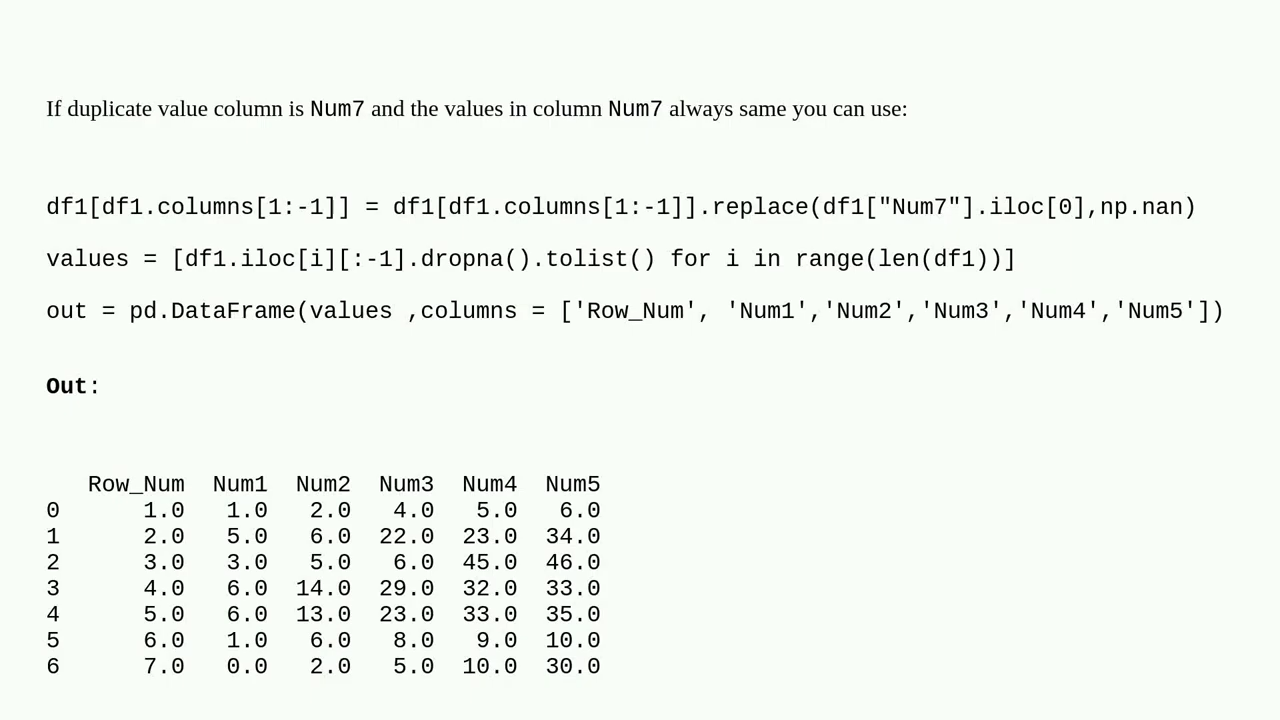 If duplicate value column is Num7 and the values in column Num7 always same you can use:
df1[df1.columns[1:-1]] = df1[df1.columns[1:-1]].replace(df1["Num7"].iloc[0],np.nan)
values = [df1.iloc[i][:-1].dropna().tolist() for i in range(len(df1))]
out = pd.DataFrame(values ,columns = ['Row_Num', 'Num1','Num2','Num3','Num4','Num5'])
Out:
   Row_Num  Num1  Num2  Num3  Num4  Num5
0      1.0   1.0   2.0   4.0   5.0   6.0
1      2.0   5.0   6.0  22.0  23.0  34.0
2      3.0   3.0   5.0   6.0  45.0  46.0
3      4.0   6.0  14.0  29.0  32.0  33.0
4      5.0   6.0  13.0  23.0  33.0  35.0
5      6.0   1.0   6.0   8.0   9.0  10.0
6      7.0   0.0   2.0   5.0  10.0  30.0